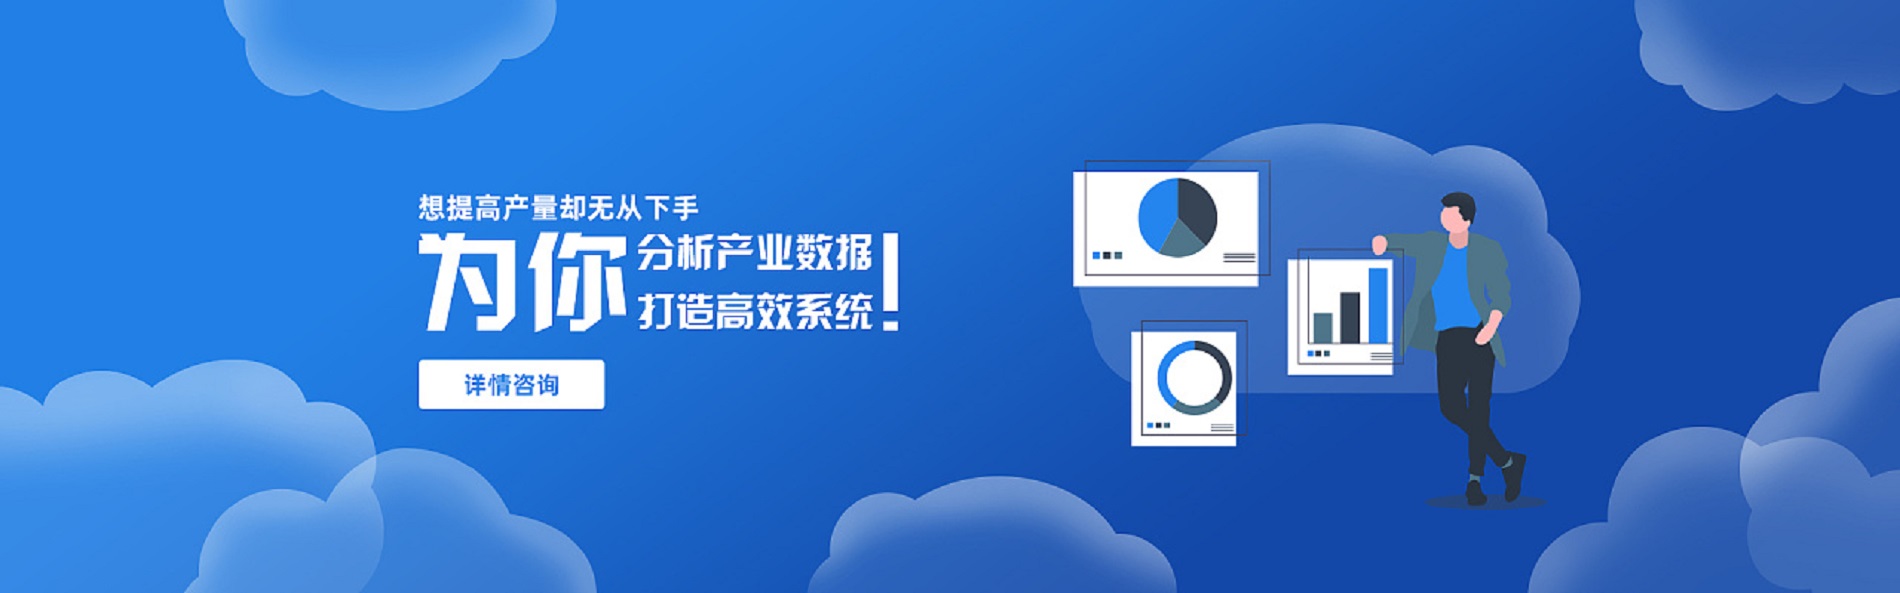 想提高产量却无从下手
为你分析产业数据
打造高效系统!
详情咨询